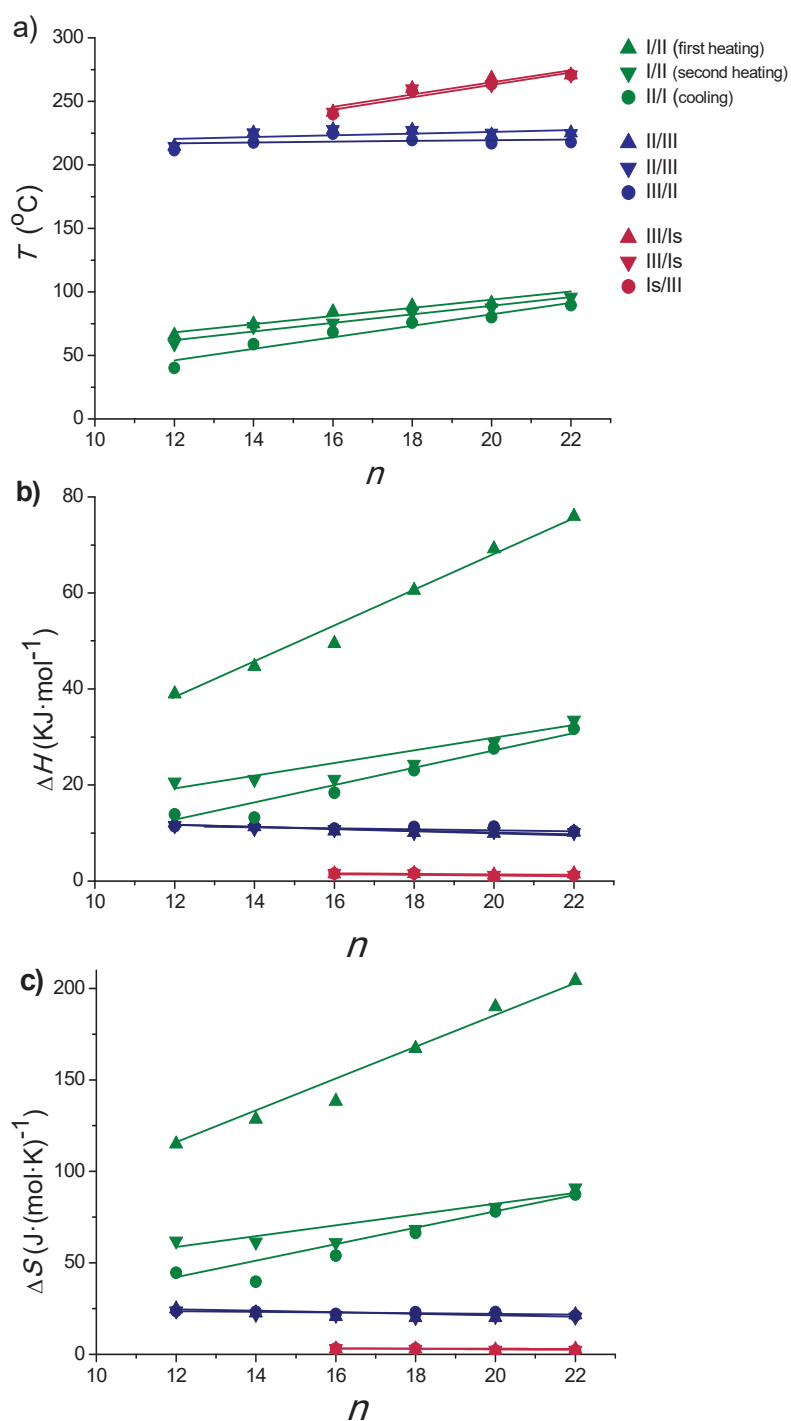 a)
300
250
200
150
100
50
0
T (°C)
10 12 14 16 18 20 22
n
I/II (first heating)
I/II (second heating)
II/I (cooling)
II/III
II/III
III/II
III/Is
III/Is
Is/III
b)
80
60
40
20
0
ΔH (KJ·mol⁻¹)
10 12 14 16 18 20 22
n
c)
200
150
100
50
0
ΔS (J·(mol·K)⁻¹)
10 12 14 16 18 20 22
n